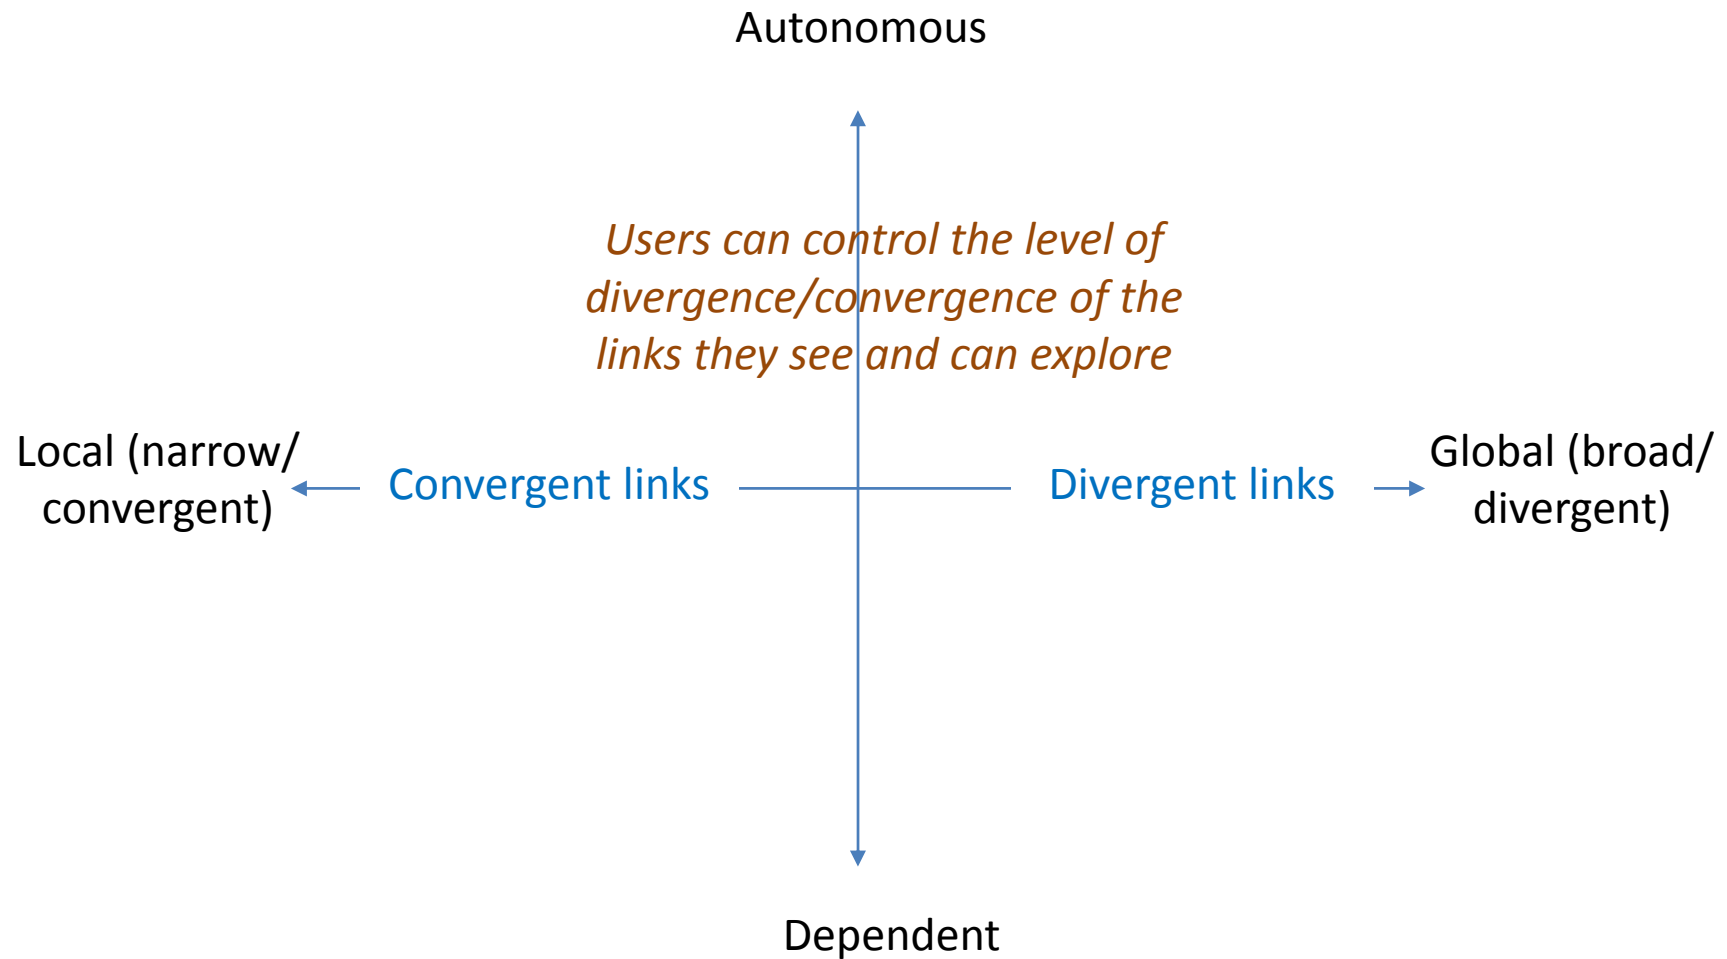 Autonomous
Users can control the level of
divergence/convergence of the
links they see and can explore
Local (narrow/
convergent)
Convergent links
Divergent links
Global (broad/
divergent)
Dependent